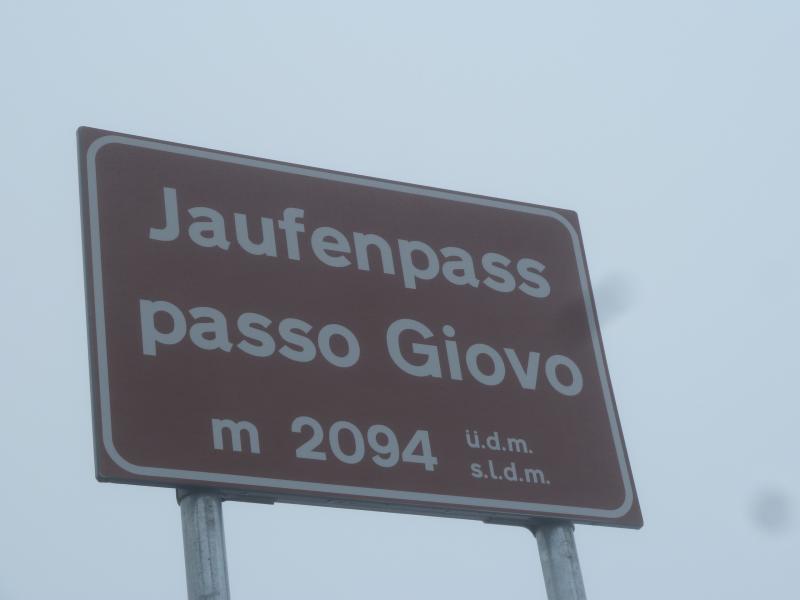 Jaufenpass
passo Giovo
m 2094 ü.d.m.
s.l.d.m.